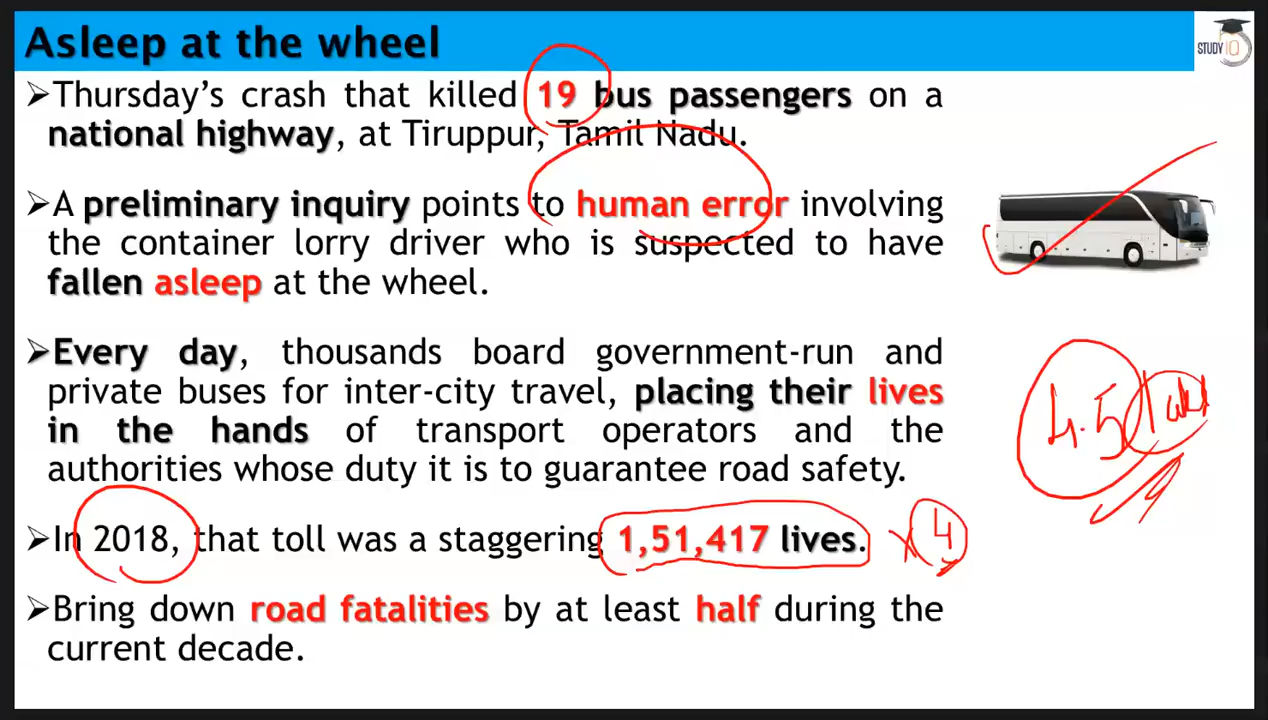 Asleep at the wheel
STUDY IQ
➢Thursday's crash that killed 19 bus passengers on a
national highway, at Tiruppur, Tamil Nadu.
➢A preliminary inquiry points to human error involving
the container lorry driver who is suspected to have
fallen asleep at the wheel.
➢Every day, thousands board government-run and
private buses for inter-city travel, placing their lives
in the hands of transport operators and the
authorities whose duty it is to guarantee road safety.
4.5
➢In 2018, that toll was a staggering 1,51,417 lives. x 4
➢Bring down road fatalities by at least half during the
current decade.